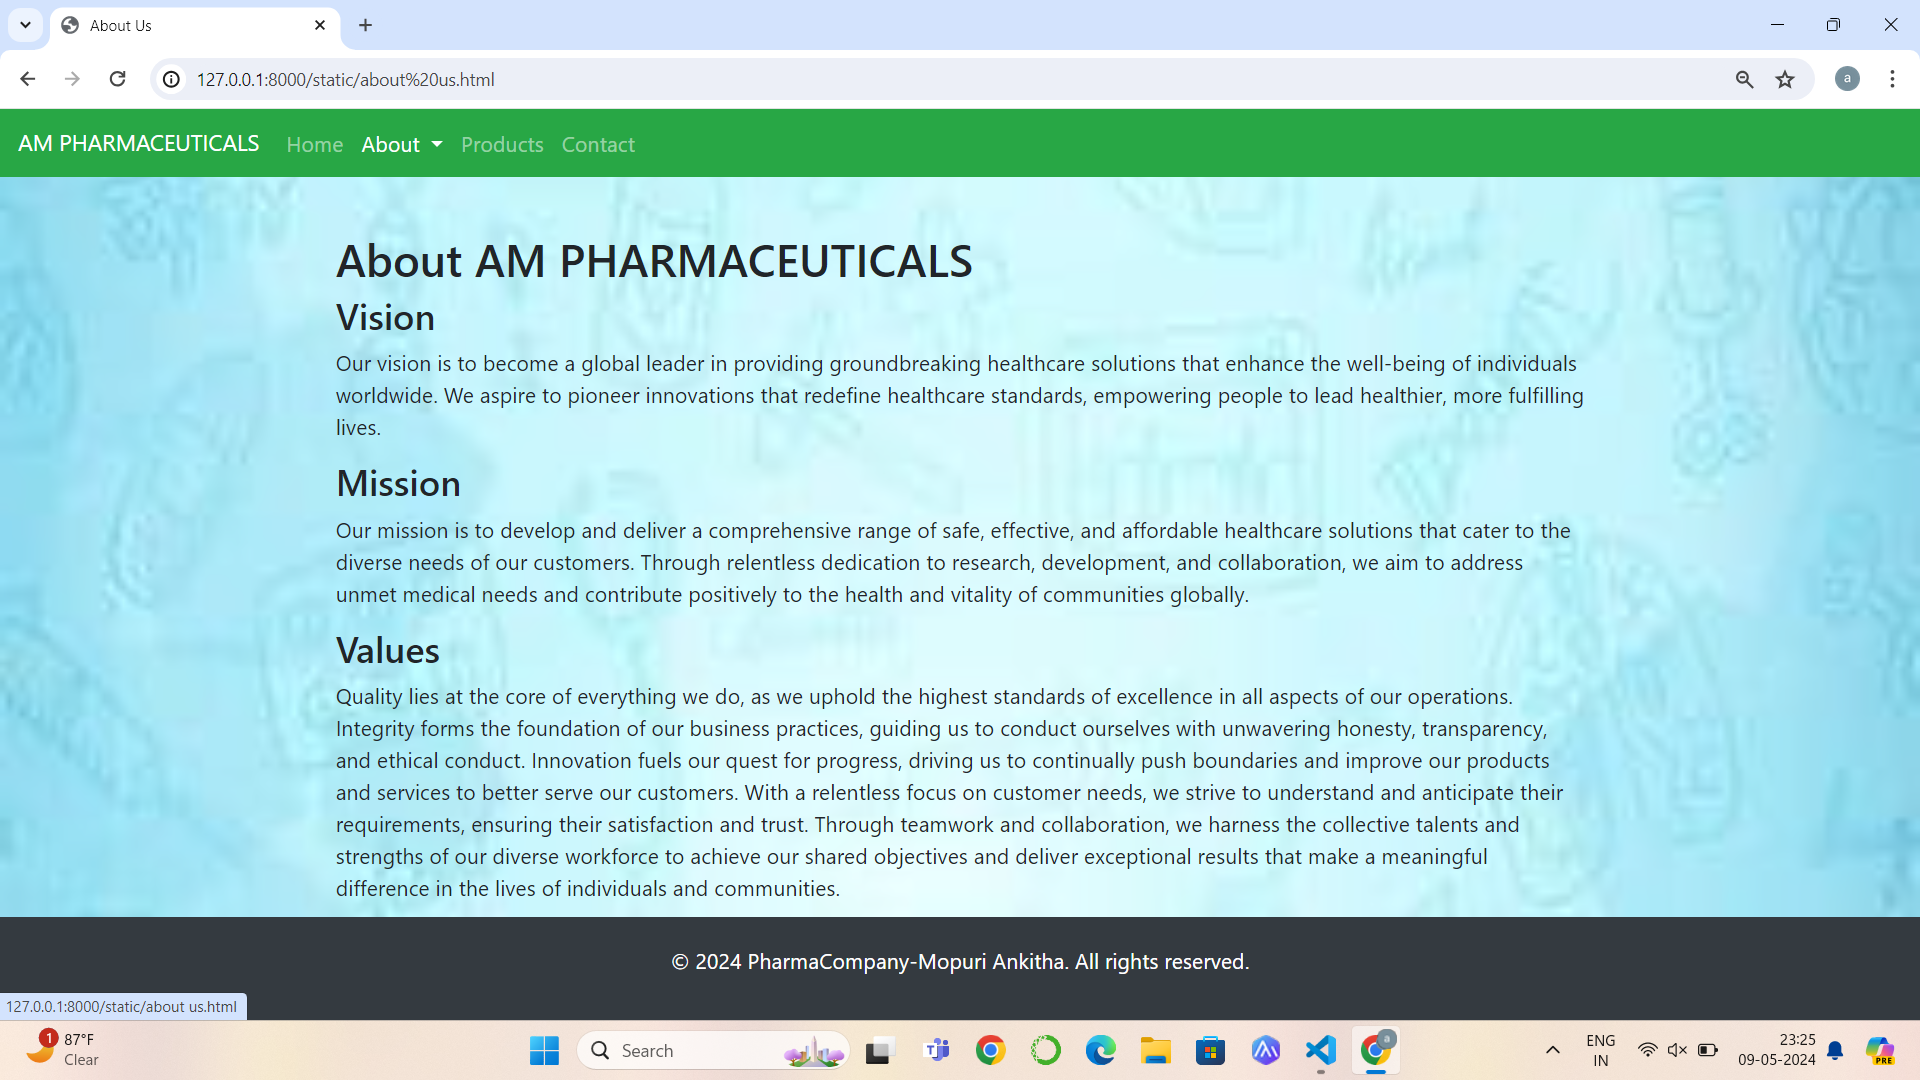 About Us
127.0.0.1:8000/static/about%20us.html
a
AM PHARMACEUTICALS Home About Products Contact
About AM PHARMACEUTICALS
Vision
Our vision is to become a global leader in providing groundbreaking healthcare solutions that enhance the well-being of individuals
worldwide. We aspire to pioneer innovations that redefine healthcare standards, empowering people to lead healthier, more fulfilling
lives.
Mission
Our mission is to develop and deliver a comprehensive range of safe, effective, and affordable healthcare solutions that cater to the
diverse needs of our customers. Through relentless dedication to research, development, and collaboration, we aim to address
unmet medical needs and contribute positively to the health and vitality of communities globally.
Values
Quality lies at the core of everything we do, as we uphold the highest standards of excellence in all aspects of our operations.
Integrity forms the foundation of our business practices, guiding us to conduct ourselves with unwavering honesty, transparency,
and ethical conduct. Innovation fuels our quest for progress, driving us to continually push boundaries and improve our products
and services to better serve our customers. With a relentless focus on customer needs, we strive to understand and anticipate their
requirements, ensuring their satisfaction and trust. Through teamwork and collaboration, we harness the collective talents and
strengths of our diverse workforce to achieve our shared objectives and deliver exceptional results that make a meaningful
difference in the lives of individuals and communities.
© 2024 PharmaCompany-Mopuri Ankitha. All rights reserved.
127.0.0.1:8000/static/about us.html
1
87°F
Clear
Search
a
ENG
IN
23:25
09-05-2024
PRE